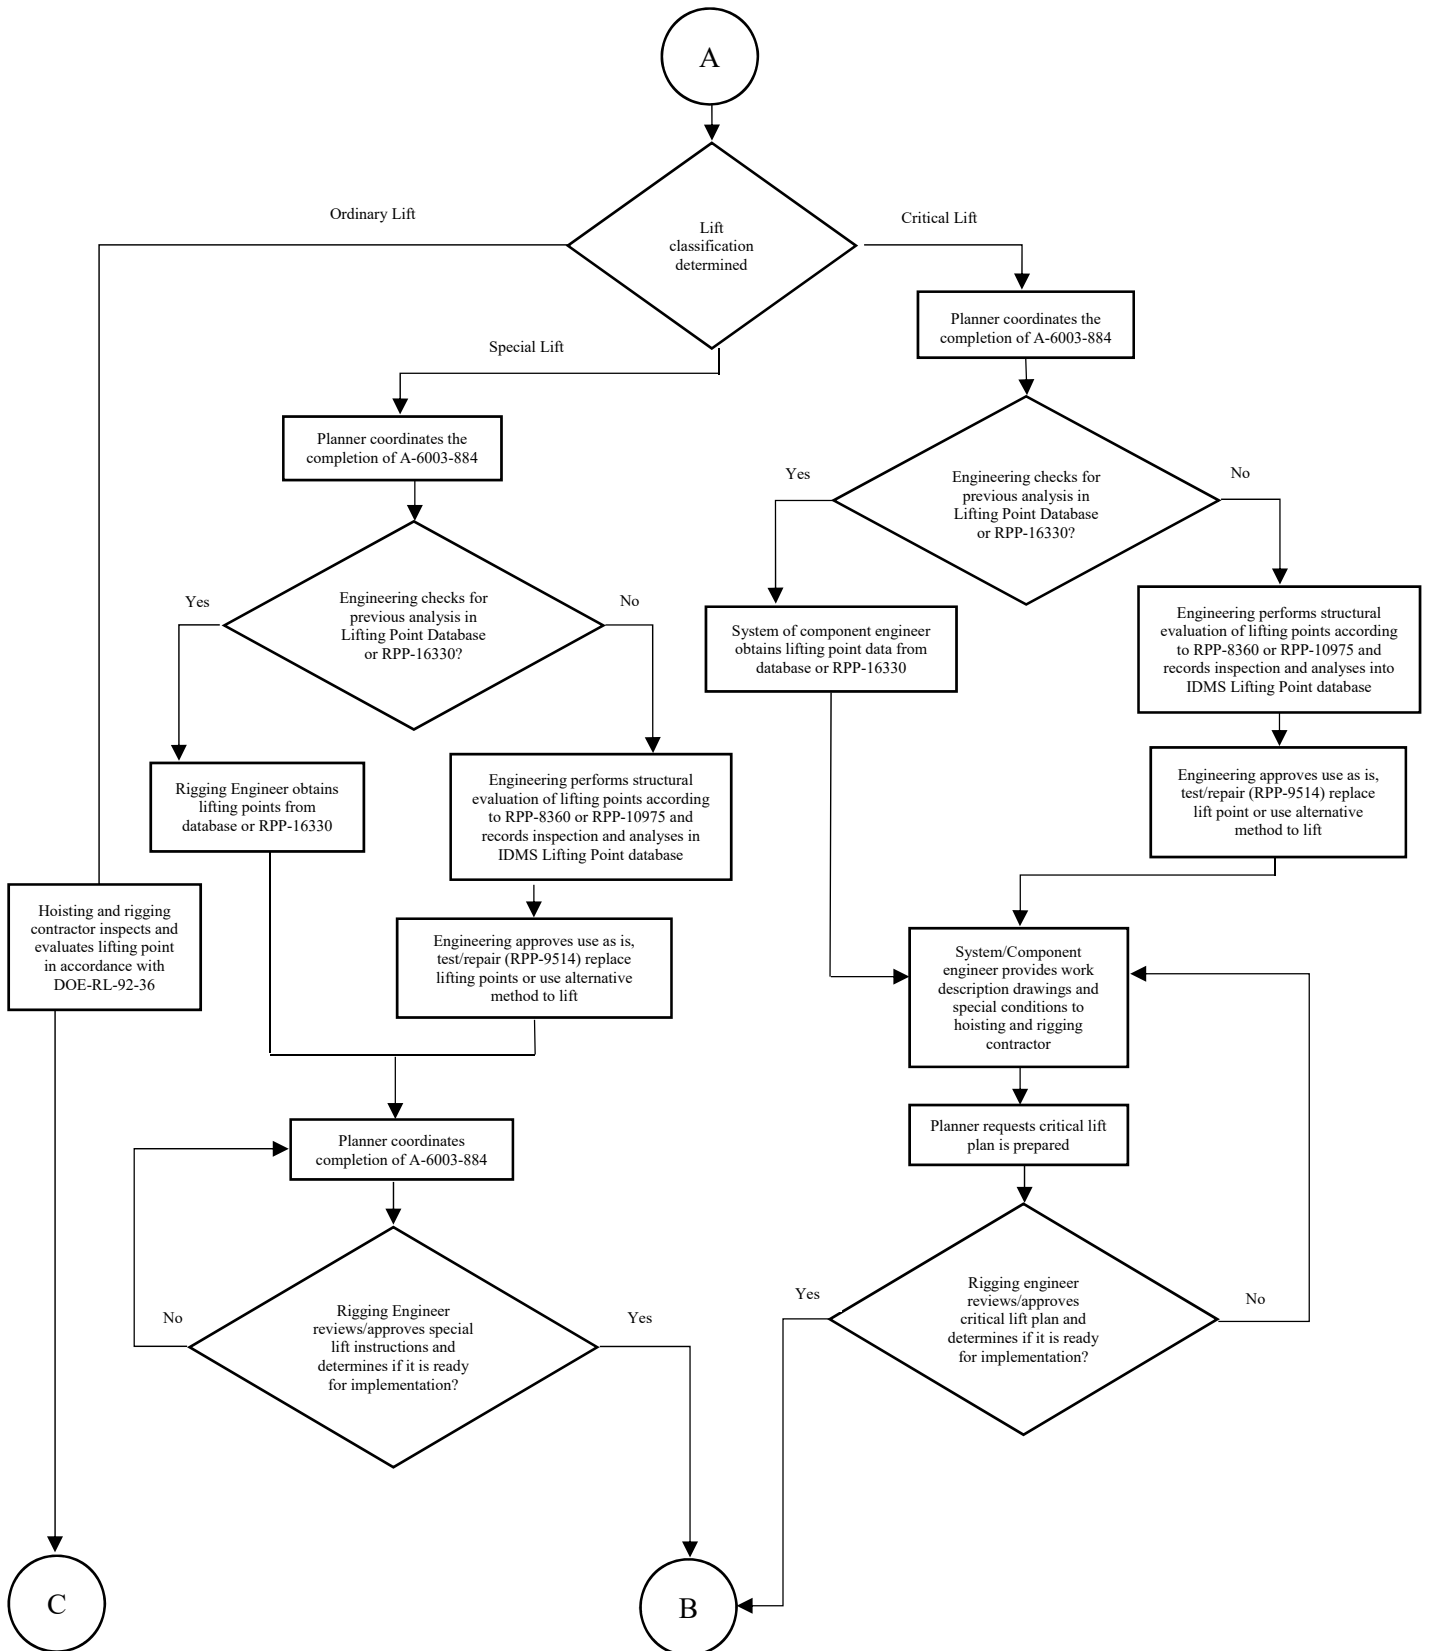 A
Ordinary Lift
Critical Lift
Lift
classification
determined
Planner coordinates the
completion of A-6003-884
Special Lift
Planner coordinates the
completion of A-6003-884
Yes
No
Engineering checks for
previous analysis in
Lifting Point Database
or RPP-16330?
Yes
No
Engineering checks for
previous analysis in
Lifting Point Database
or RPP-16330?
System of component engineer
obtains lifting point data from
database or RPP-16330
Engineering performs structural
evaluation of lifting points according
to RPP-8360 or RPP-10975 and
records inspection and analyses into
IDMS Lifting Point database
Rigging Engineer obtains
lifting points from
database or RPP-16330
Engineering performs structural
evaluation of lifting points according
to RPP-8360 or RPP-10975 and
records inspection and analyses in
IDMS Lifting Point database
Engineering approves use as is,
test/repair (RPP-9514) replace
lift point or use alternative
method to lift
Hoisting and rigging
contractor inspects and
evaluates lifting point
in accordance with
DOE-RL-92-36
Engineering approves use as is,
test/repair (RPP-9514) replace
lifting points or use alternative
method to lift
System/Component
engineer provides work
description drawings and
special conditions to
hoisting and rigging
contractor
Planner coordinates
completion of A-6003-884
Planner requests critical lift
plan is prepared
No
Yes
Rigging Engineer
reviews/approves special
lift instructions and
determines if it is ready
for implementation?
Yes
No
Rigging engineer
reviews/approves
critical lift plan and
determines if it is ready
for implementation?
C
B